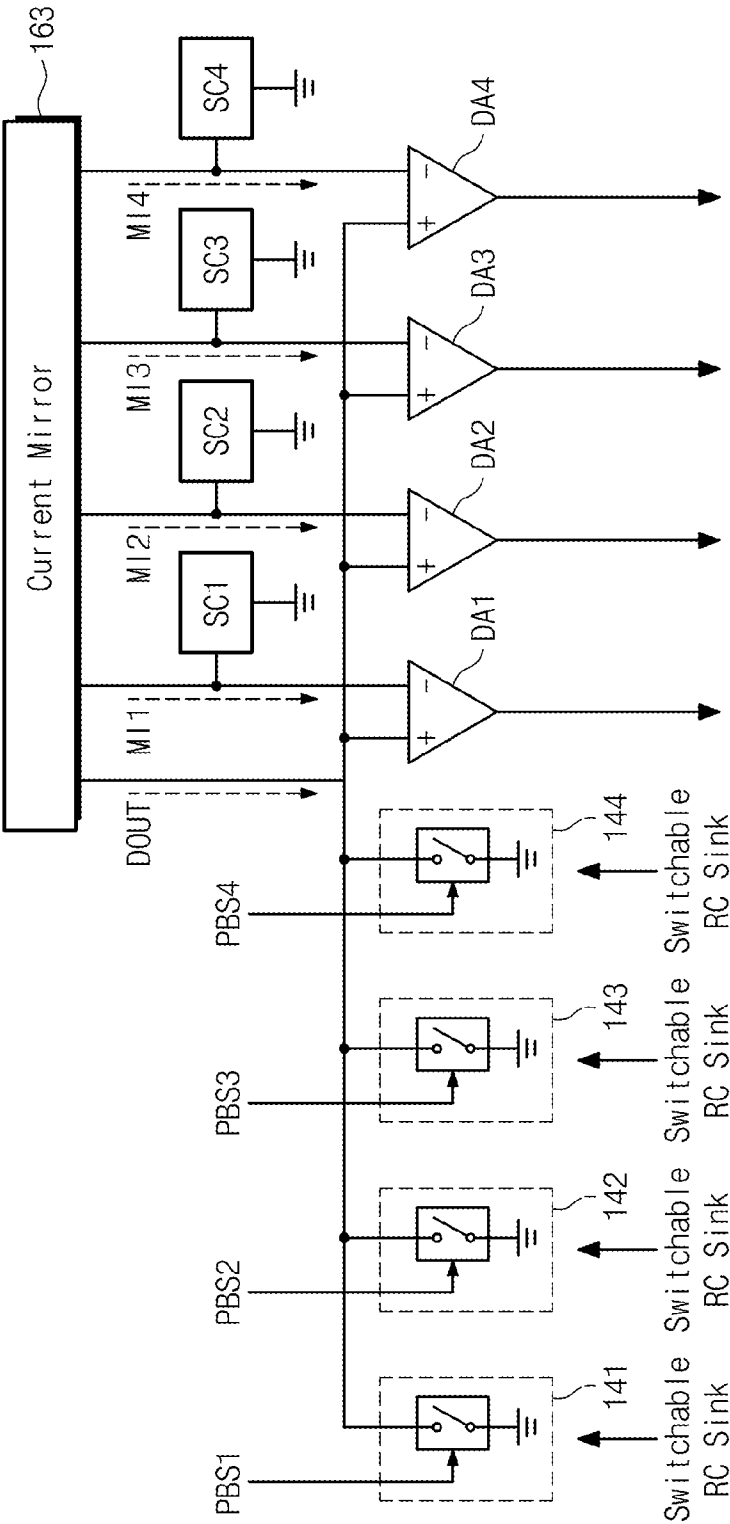 163
Current Mirror
SC1
SC2
SC3
SC4
DOUT
MI1
MI2
MI3
MI4
PBS1
PBS2
PBS3
PBS4
+
-
+
-
+
-
+
-
DA1
DA2
DA3
DA4
141
142
143
144
Switchable
RC Sink
Switchable
RC Sink
Switchable
RC Sink
Switchable
RC Sink